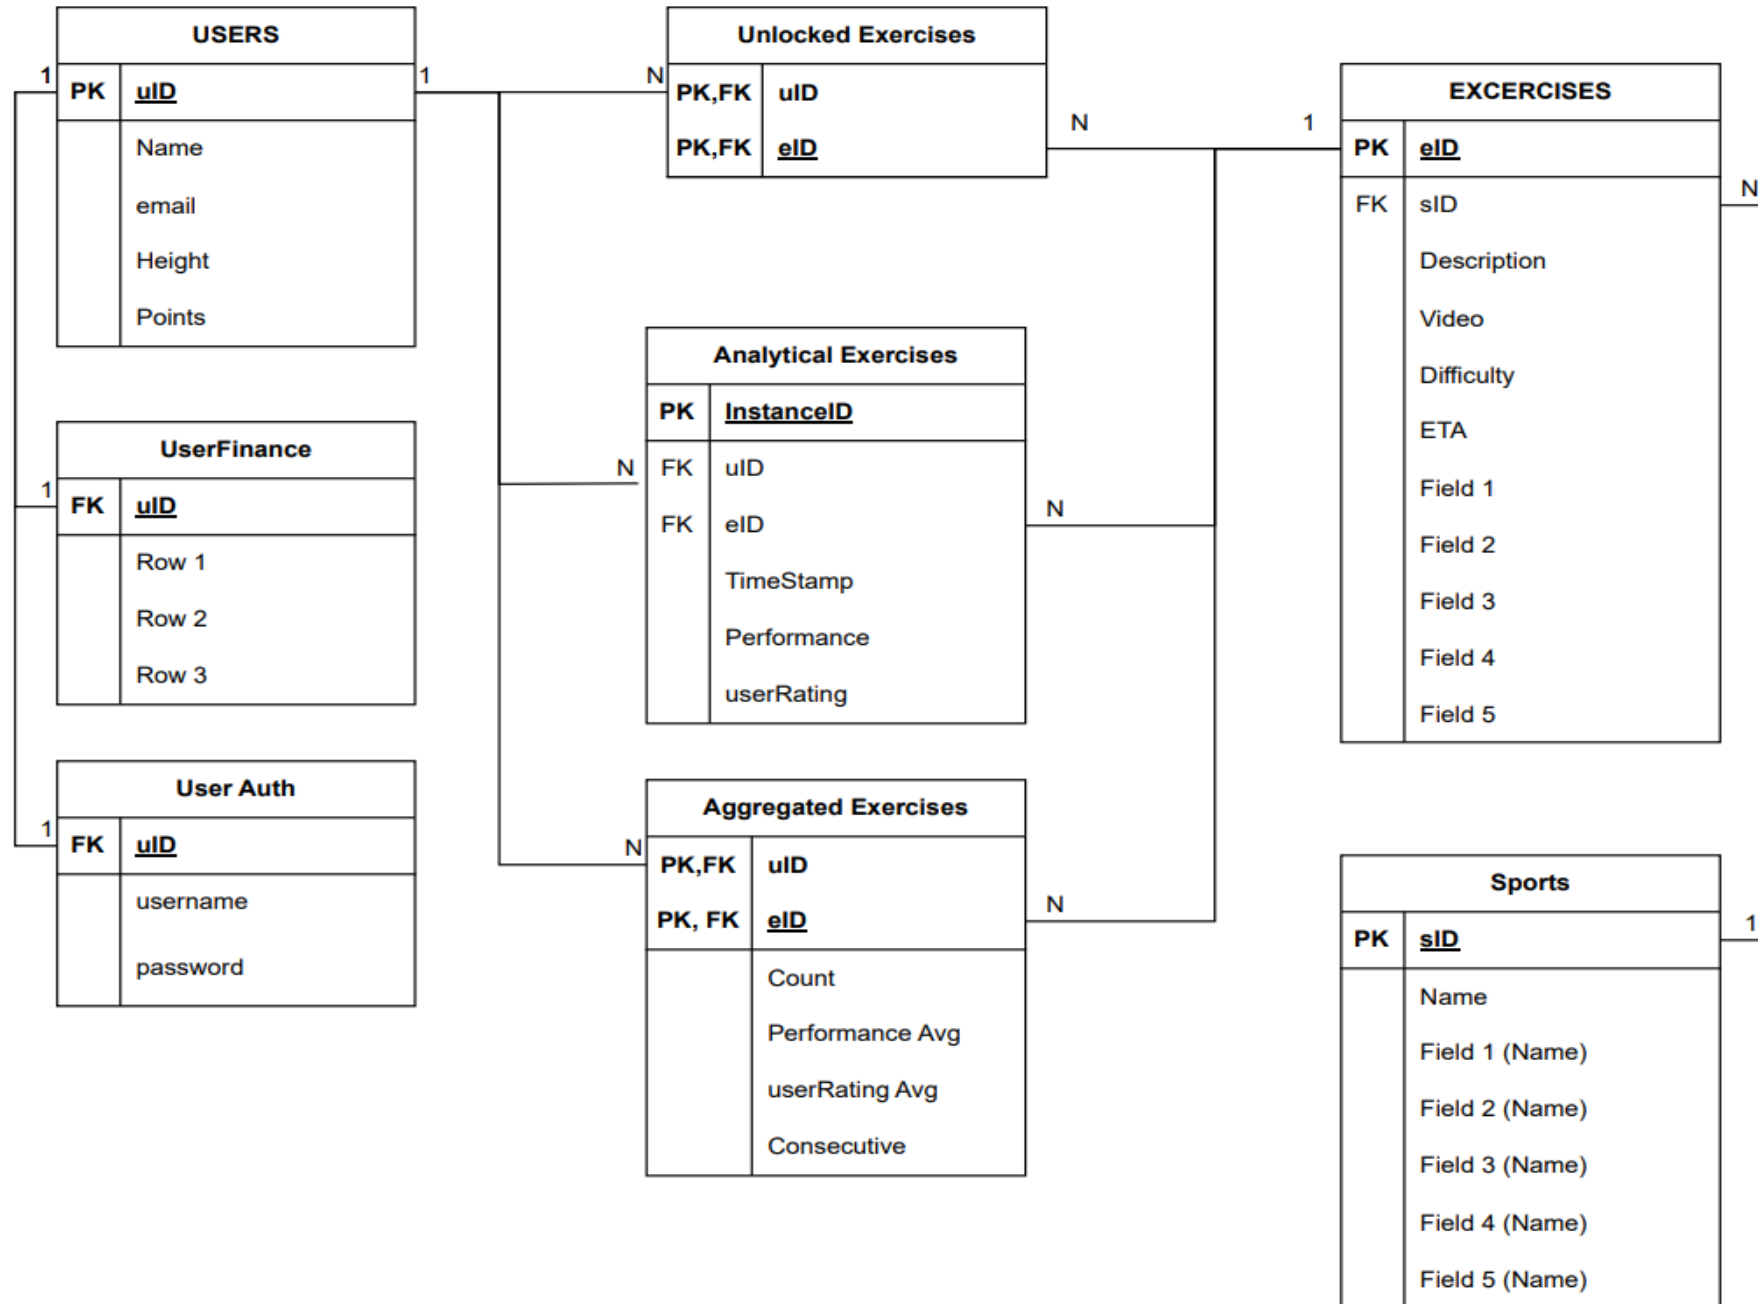 USERS
1
PK uID
1
Name
email
Height
Points
UserFinance
1
FK uID
Row 1
Row 2
Row 3
User Auth
1
FK uID
username
password
Unlocked Exercises
N
PK,FK uID
PK,FK eID
N
Analytical Exercises
PK InstanceID
N
FK uID
FK eID
N
TimeStamp
Performance
userRating
Aggregated Exercises
N
PK,FK uID
PK, FK eID
N
Count
Performance Avg
userRating Avg
Consecutive
EXCERCISES
1
PK eID
N
FK sID
Description
Video
Difficulty
ETA
Field 1
Field 2
Field 3
Field 4
Field 5
Sports
PK sID
1
Name
Field 1 (Name)
Field 2 (Name)
Field 3 (Name)
Field 4 (Name)
Field 5 (Name)